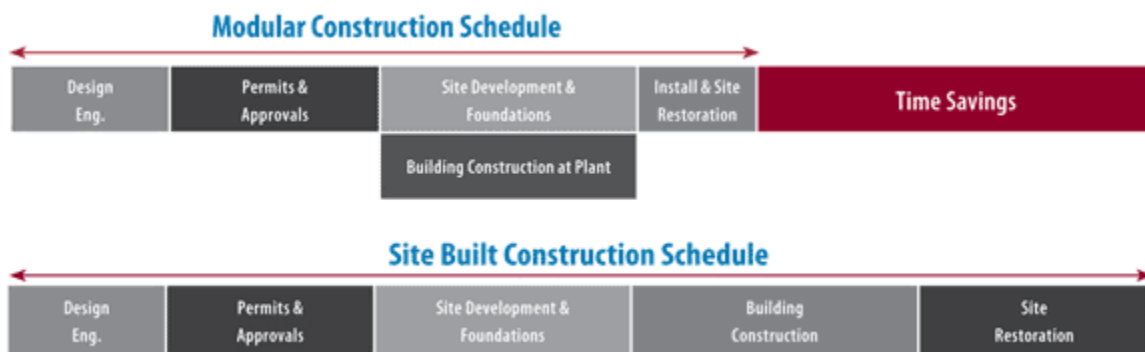 Modular Construction Schedule
Design
Eng.
Permits &
Approvals
Site Development &
Foundations
Install & Site
Restoration
Time Savings
Building Construction at Plant
Site Built Construction Schedule
Design
Eng.
Permits &
Approvals
Site Development &
Foundations
Building
Construction
Site
Restoration